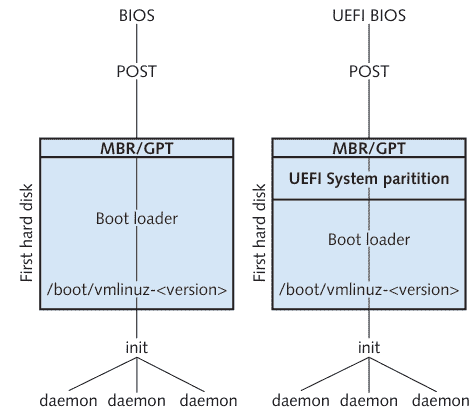 BIOS
POST
MBR/GPT
First hard disk
Boot loader
/boot/vmlinuz-<version>
init
daemon daemon daemon
UEFI BIOS
POST
MBR/GPT
UEFI System paritition
First hard disk
Boot loader
/boot/vmlinuz-<version>
init
daemon daemon daemon